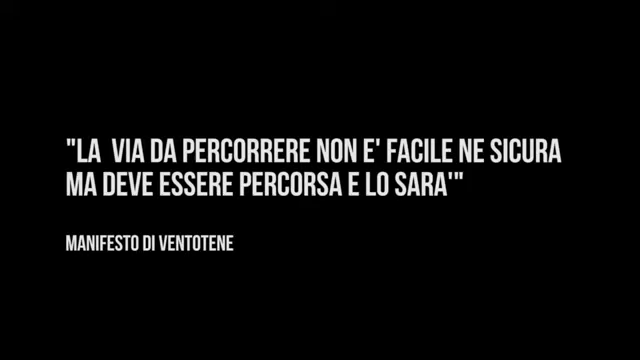 "LA  VIA DA PERCORRERE NON E' FACILE NE SICURA
MA DEVE ESSERE PERCORSA E LO SARA'"
MANIFESTO DI VENTOTENE